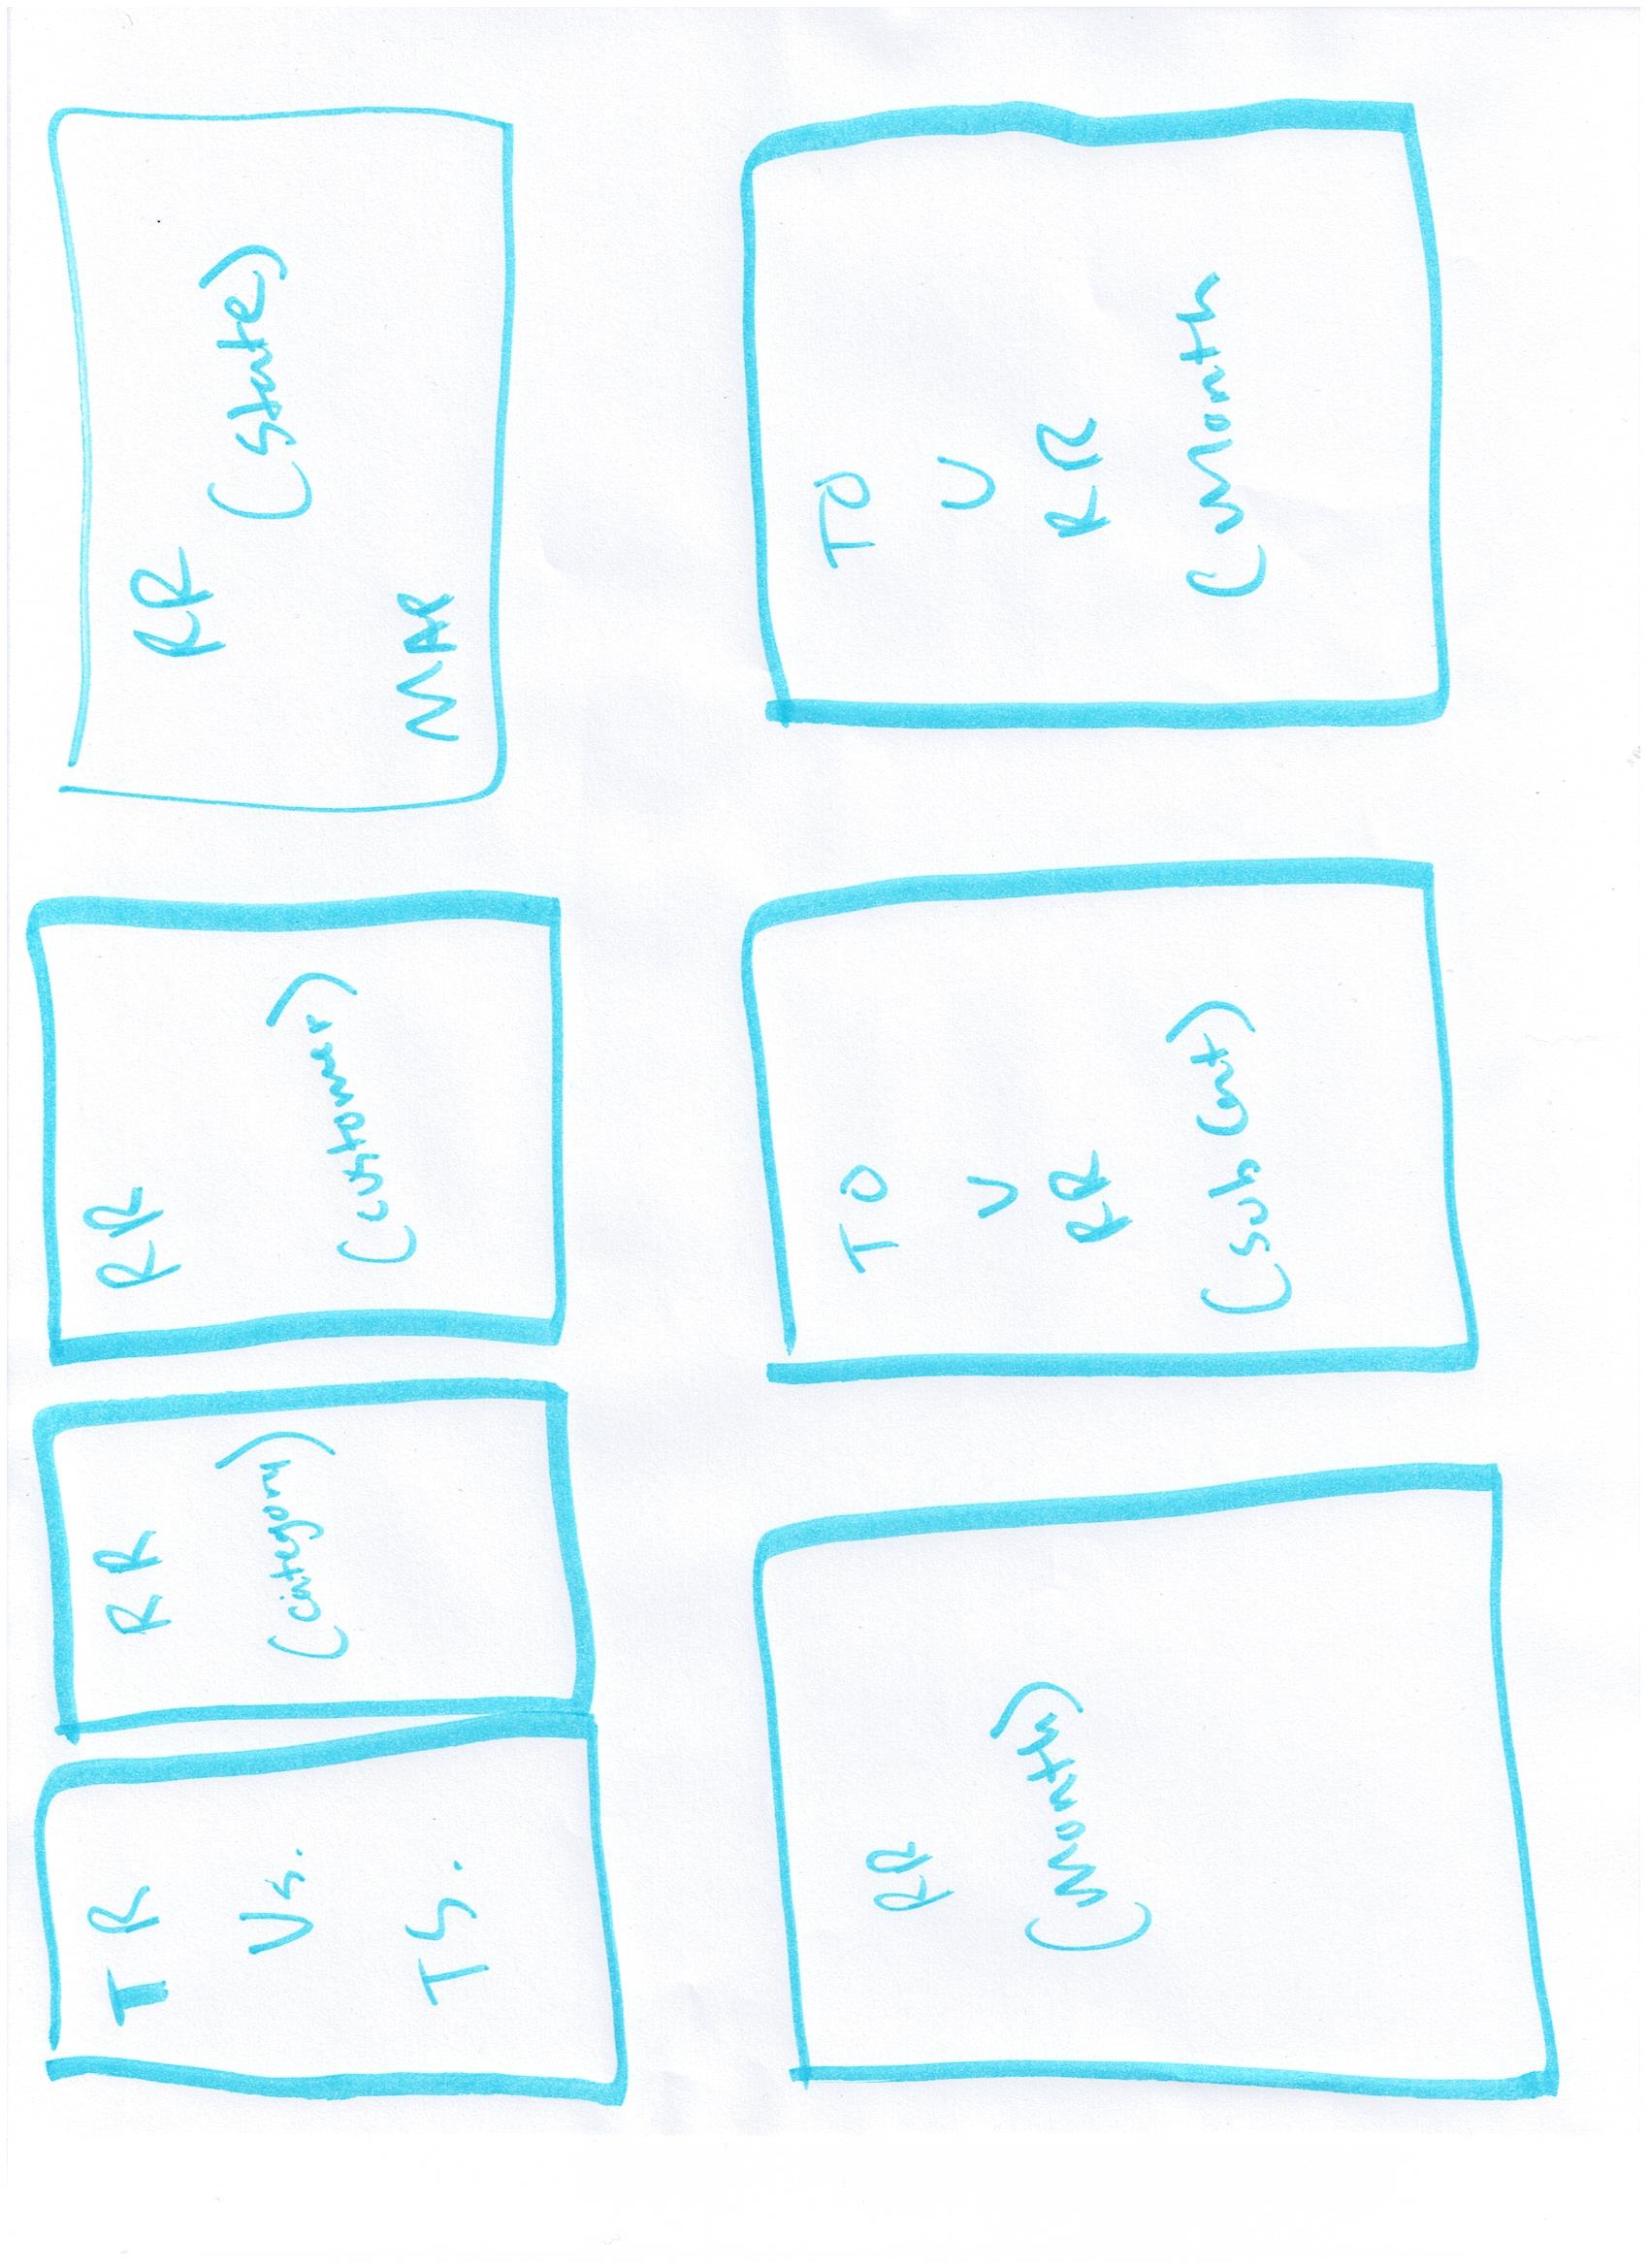 TR
Vs.
TS.
RR
(Category)
RR
(customer)
RR
(State)
MAP
RR
(Month)
TO
V
RR
(Sub Cat)
TO
V
RR
(Month